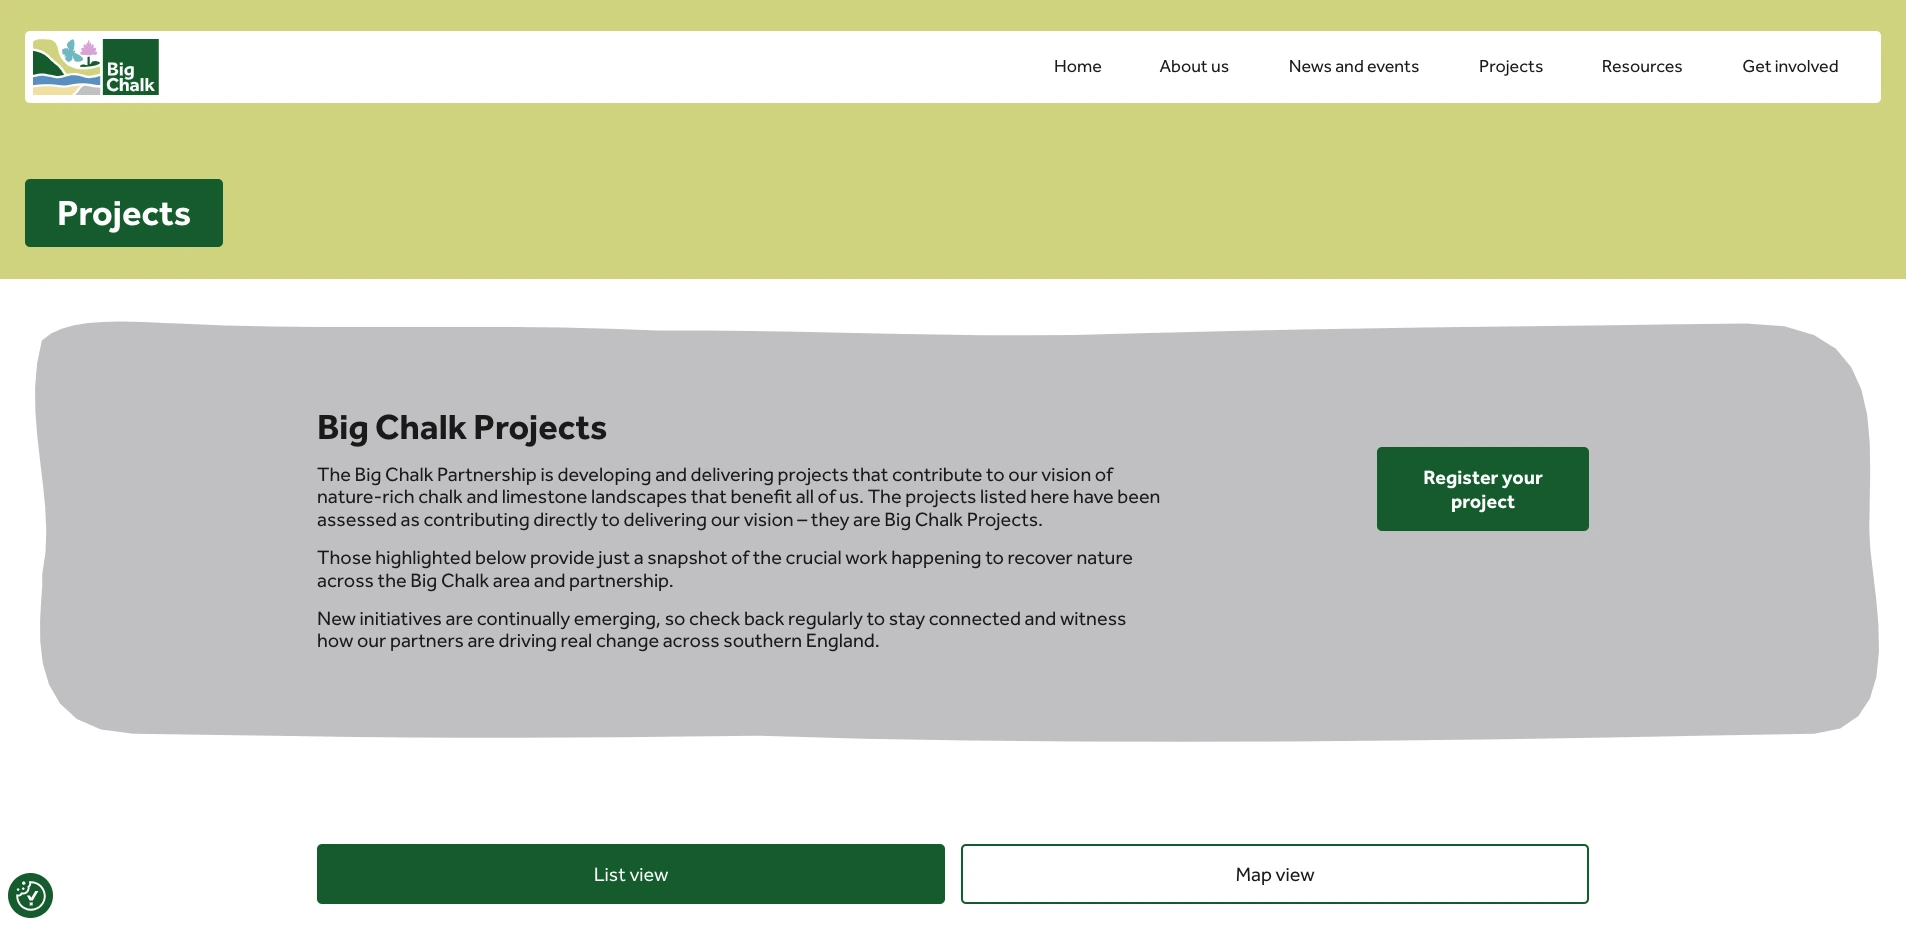 Big
Chalk
Home
About us
News and events
Projects
Resources
Get involved
Projects
Big Chalk Projects
The Big Chalk Partnership is developing and delivering projects that contribute to our vision of
nature-rich chalk and limestone landscapes that benefit all of us. The projects listed here have been
assessed as contributing directly to delivering our vision – they are Big Chalk Projects.
Those highlighted below provide just a snapshot of the crucial work happening to recover nature
across the Big Chalk area and partnership.
New initiatives are continually emerging, so check back regularly to stay connected and witness
how our partners are driving real change across southern England.
Register your
project
List view
Map view